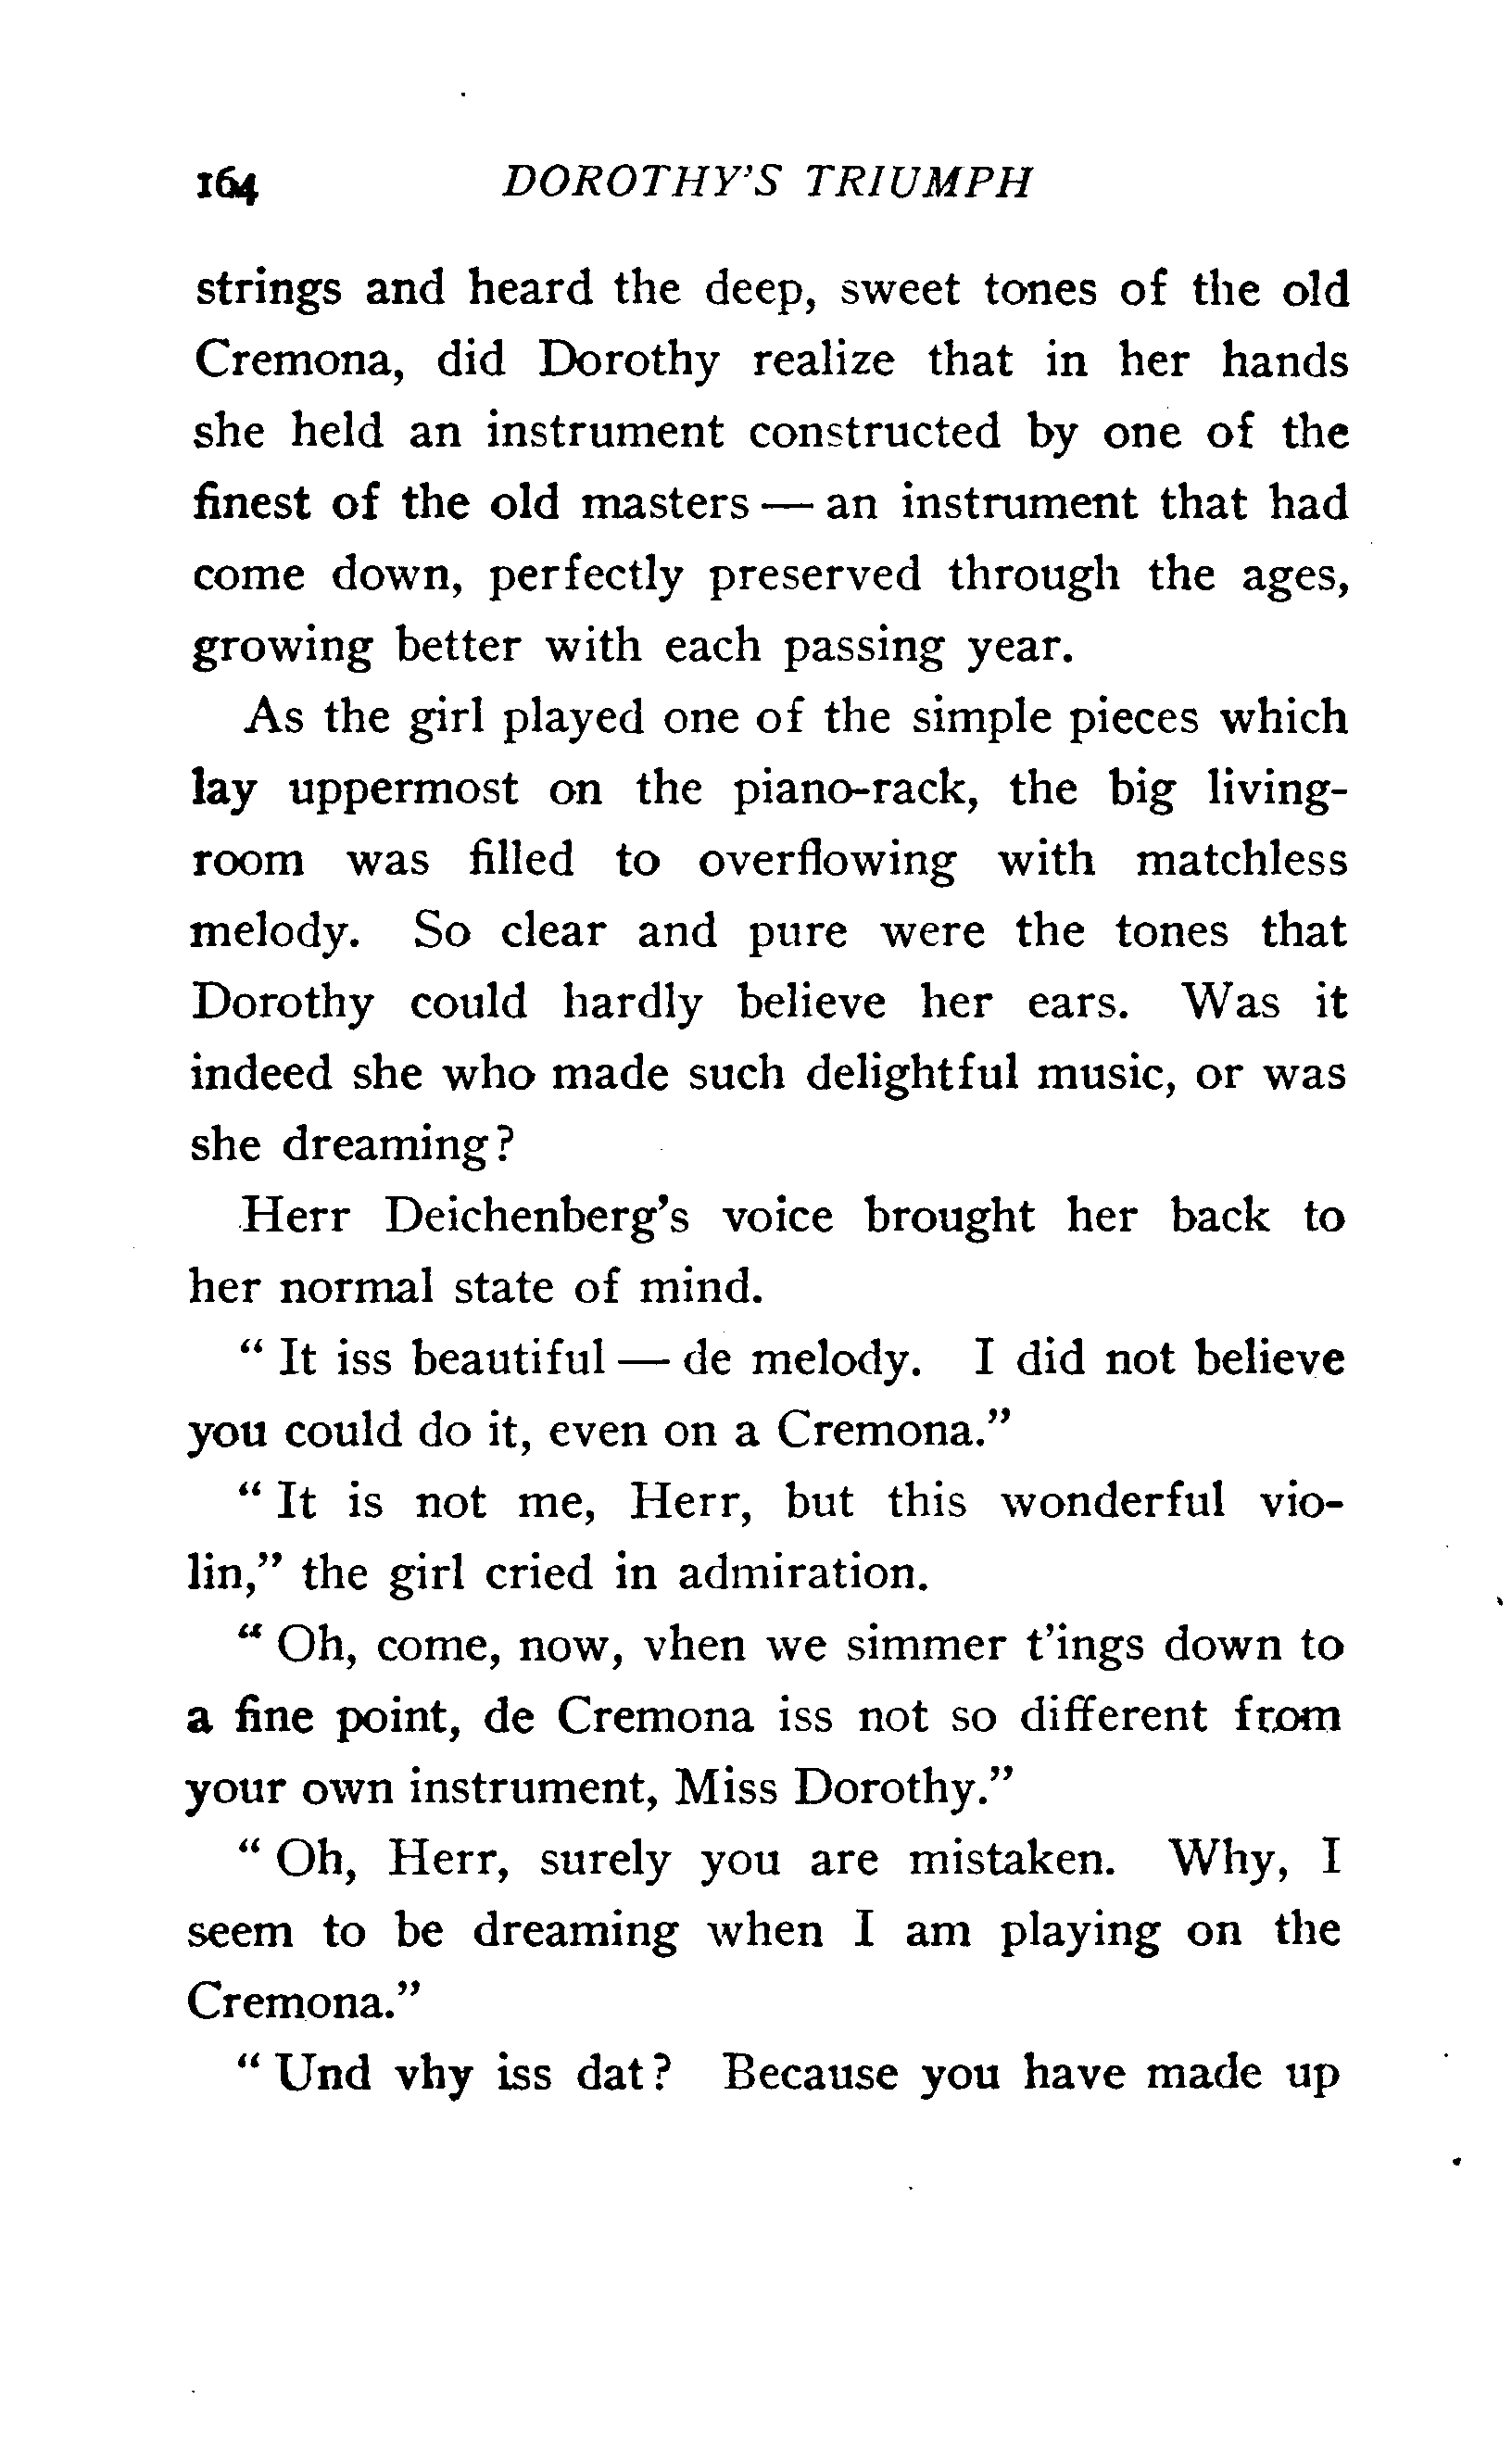 164 DOROTHY'S TRIUMPH
strings and heard the deep, sweet tones of the old
Cremona, did Dorothy realize that in her hands
she held an instrument constructed by one of the
finest of the old masters — an instrument that had
come down, perfectly preserved through the ages,
growing better with each passing year.
As the girl played one of the simple pieces which
lay uppermost on the piano-rack, the big living-
room was filled to overflowing with matchless
melody. So clear and pure were the tones that
Dorothy could hardly believe her ears. Was it
indeed she who made such delightful music, or was
she dreaming?
Herr Deichenberg's voice brought her back to
her normal state of mind.
" It iss beautiful — de melody. I did not believe
you could do it, even on a Cremona."
" It is not me, Herr, but this wonderful vio-
lin," the girl cried in admiration.
" Oh, come, now, vhen we simmer t'ings down to
a fine point, de Cremona iss not so different from
your own instrument, Miss Dorothy."
" Oh, Herr, surely you are mistaken. Why, I
seem to be dreaming when I am playing on the
Cremona."
" Und vhy iss dat? Because you have made up